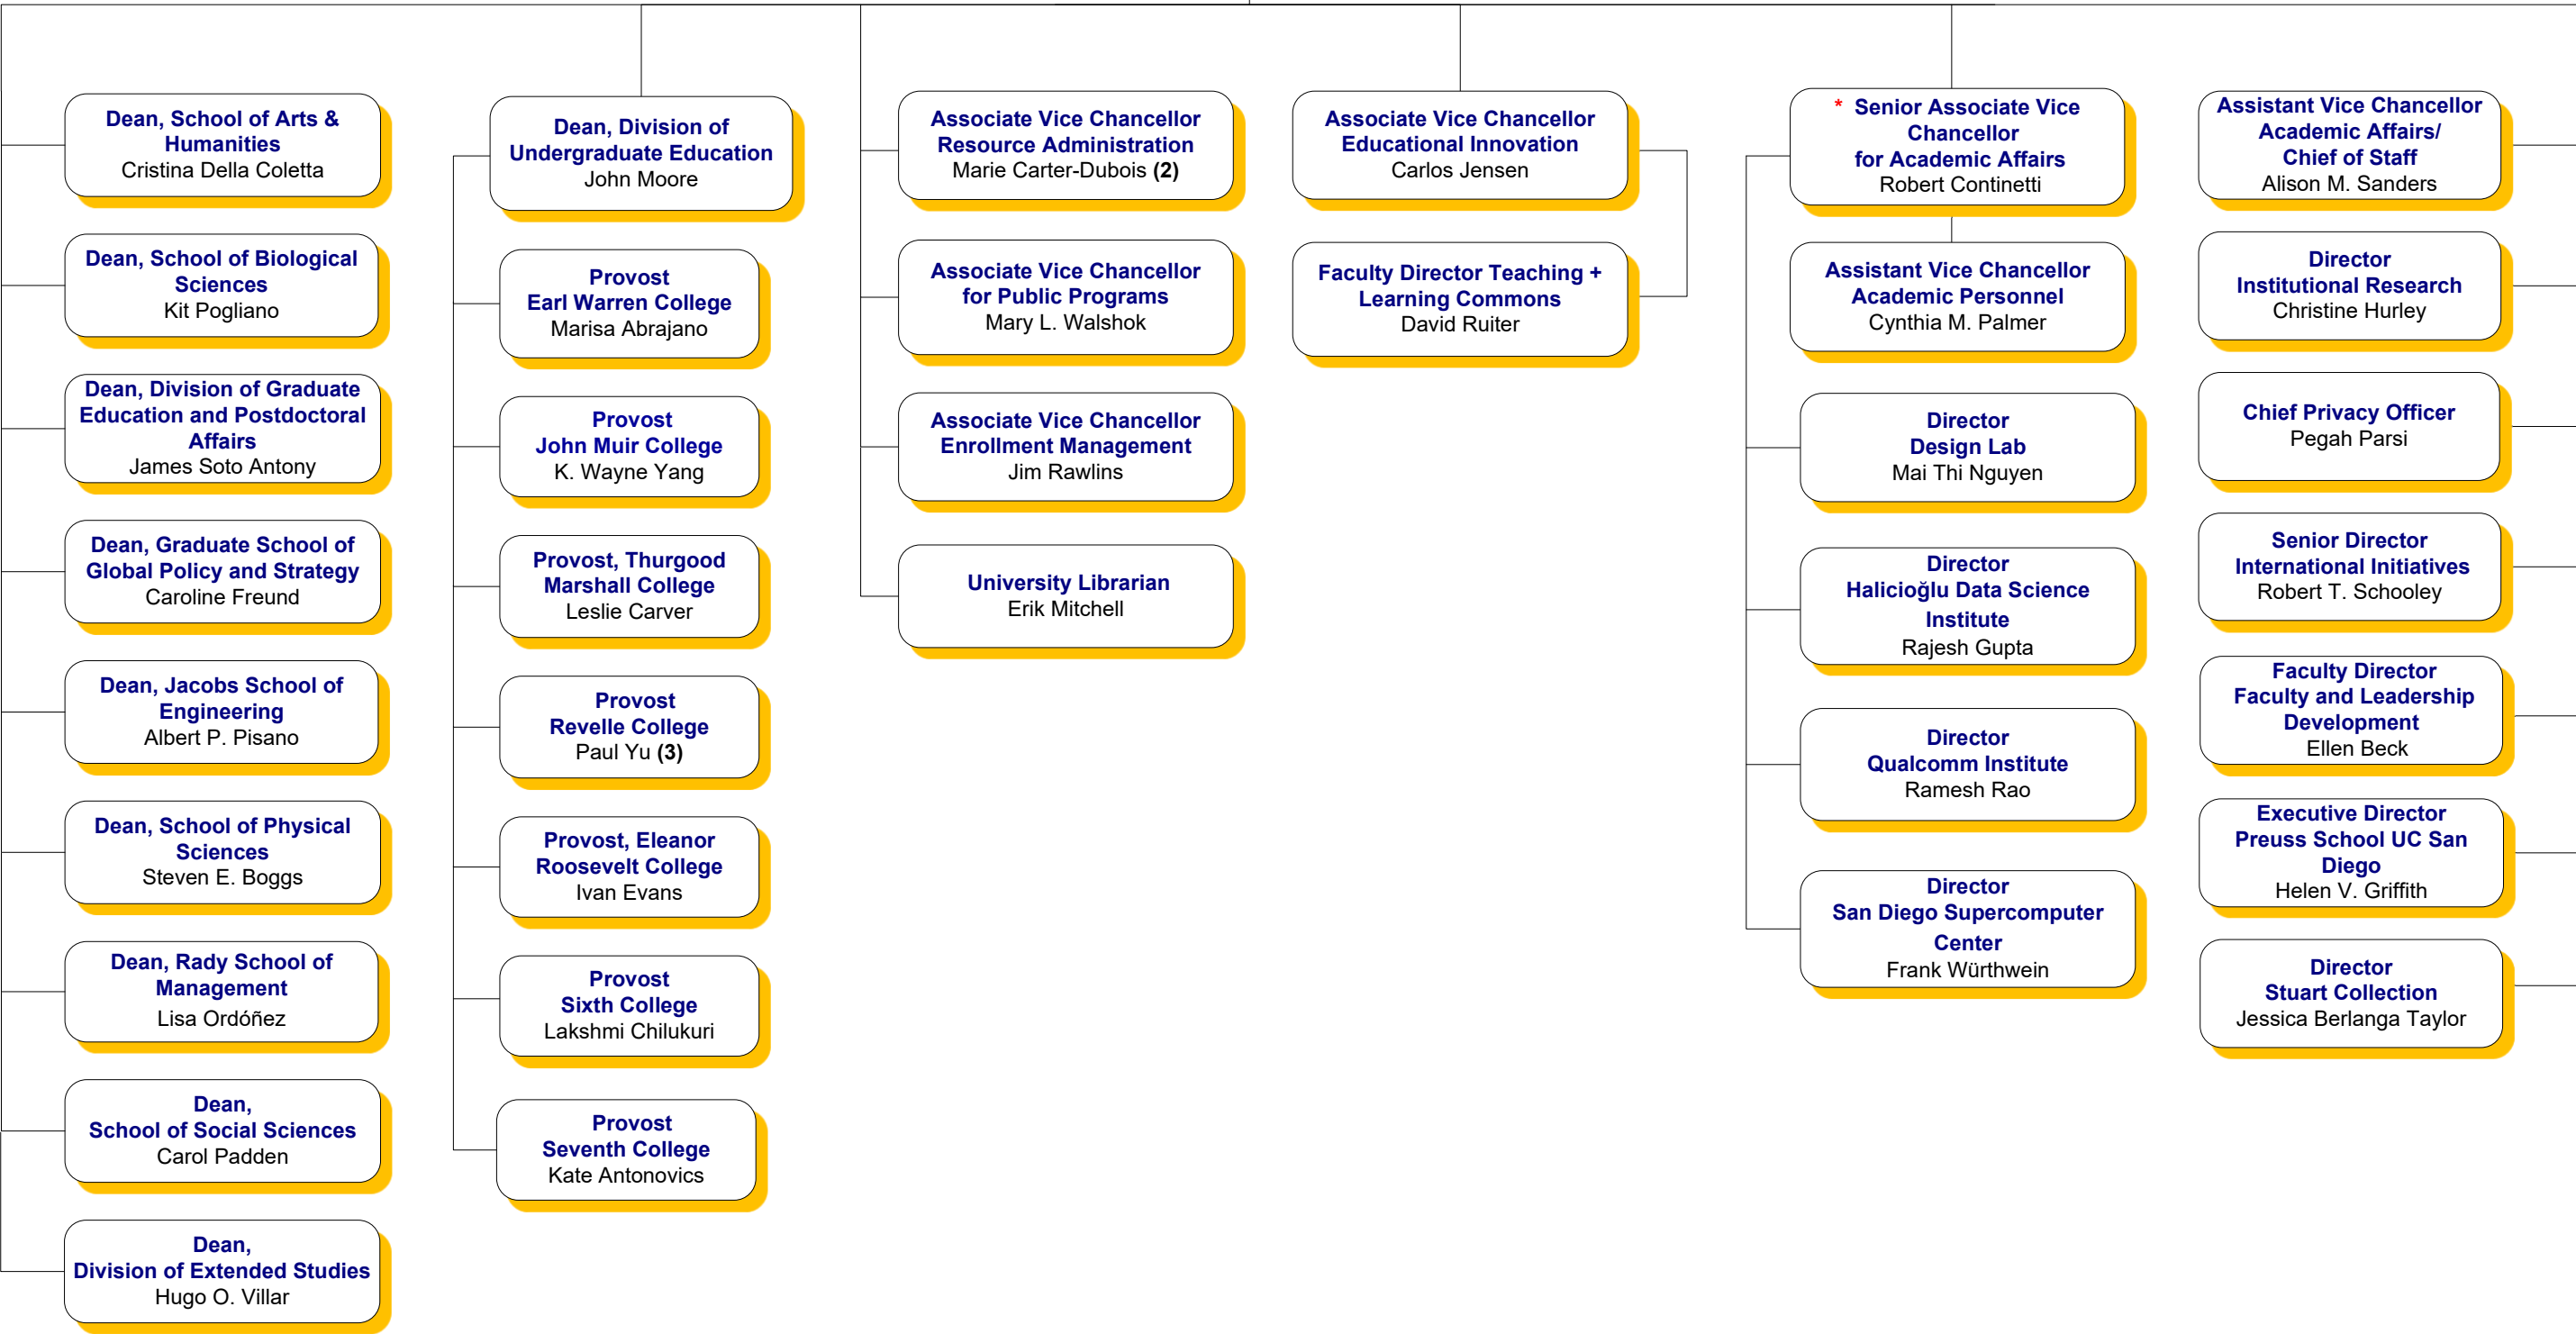 Dean, School of Arts &
Humanities
Cristina Della Coletta
Dean, School of Biological
Sciences
Kit Pogliano
Dean, Division of Graduate
Education and Postdoctoral
Affairs
James Soto Antony
Dean, Graduate School of
Global Policy and Strategy
Caroline Freund
Dean, Jacobs School of
Engineering
Albert P. Pisano
Dean, School of Physical
Sciences
Steven E. Boggs
Dean, Rady School of
Management
Lisa Ordóñez
Dean,
School of Social Sciences
Carol Padden
Dean,
Division of Extended Studies
Hugo O. Villar
Dean, Division of
Undergraduate Education
John Moore
Provost
Earl Warren College
Marisa Abrajano
Provost
John Muir College
K. Wayne Yang
Provost, Thurgood
Marshall College
Leslie Carver
Provost
Revelle College
Paul Yu (3)
Provost, Eleanor
Roosevelt College
Ivan Evans
Provost
Sixth College
Lakshmi Chilukuri
Provost
Seventh College
Kate Antonovics
Associate Vice Chancellor
Resource Administration
Marie Carter-Dubois (2)
Associate Vice Chancellor
for Public Programs
Mary L. Walshok
Associate Vice Chancellor
Enrollment Management
Jim Rawlins
University Librarian
Erik Mitchell
Associate Vice Chancellor
Educational Innovation
Carlos Jensen
Faculty Director Teaching +
Learning Commons
David Ruiter
* Senior Associate Vice
Chancellor
for Academic Affairs
Robert Continetti
Assistant Vice Chancellor
Academic Personnel
Cynthia M. Palmer
Director
Design Lab
Mai Thi Nguyen
Director
Halicioğlu Data Science
Institute
Rajesh Gupta
Director
Qualcomm Institute
Ramesh Rao
Director
San Diego Supercomputer
Center
Frank Würthwein
Assistant Vice Chancellor
Academic Affairs/
Chief of Staff
Alison M. Sanders
Director
Institutional Research
Christine Hurley
Chief Privacy Officer
Pegah Parsi
Senior Director
International Initiatives
Robert T. Schooley
Faculty Director
Faculty and Leadership
Development
Ellen Beck
Executive Director
Preuss School UC San
Diego
Helen V. Griffith
Director
Stuart Collection
Jessica Berlanga Taylor